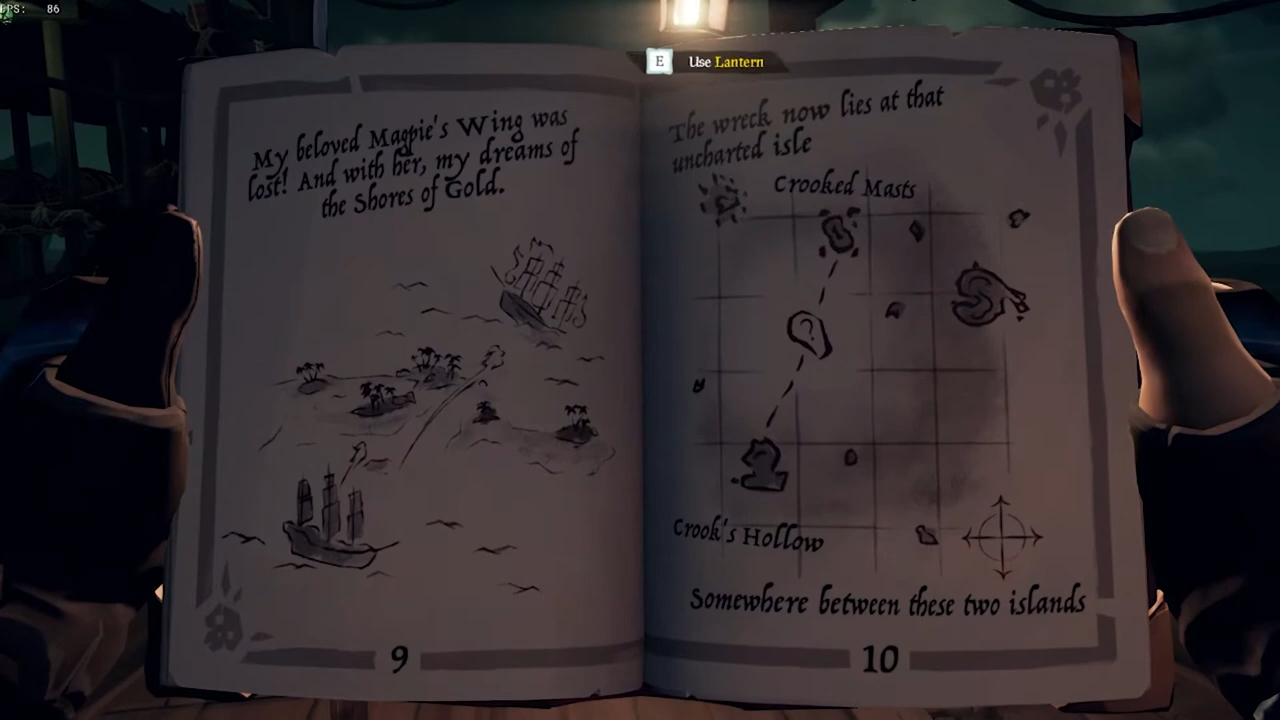 FPS: 86
E Use Lantern
My beloved Magpie's Wing was
lost! And with her, my dreams of
the Shores of Gold.
9
The wreck now lies at that
uncharted isle
Crooked Masts
?
Crook's Hollow
Somewhere between these two islands
10